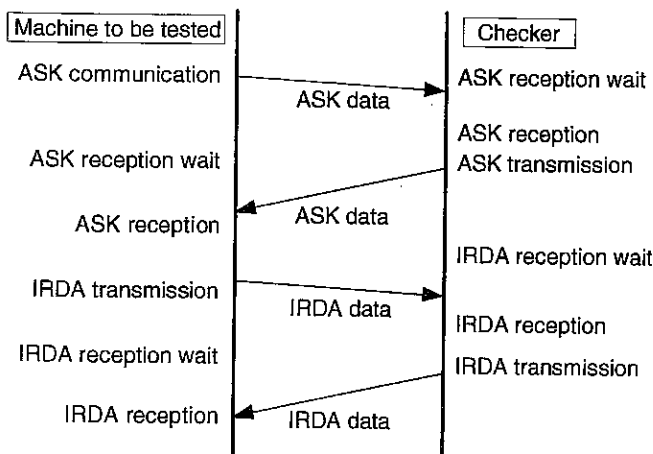 Machine to be tested
Checker
ASK communication
ASK reception wait
ASK data
ASK reception
ASK reception wait
ASK transmission
ASK data
ASK reception
IRDA reception wait
IRDA transmission
IRDA data
IRDA reception
IRDA reception wait
IRDA transmission
IRDA reception
IRDA data